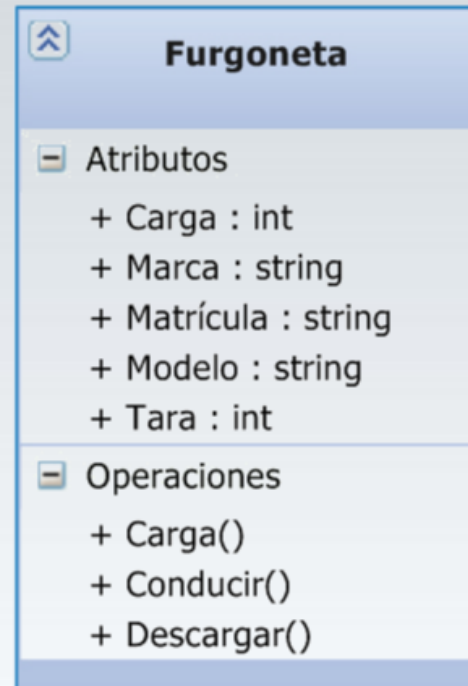 Furgoneta
Atributos
+ Carga : int
+ Marca : string
+ Matrícula : string
+ Modelo : string
+ Tara : int
Operaciones
+ Carga()
+ Conducir()
+ Descargar()